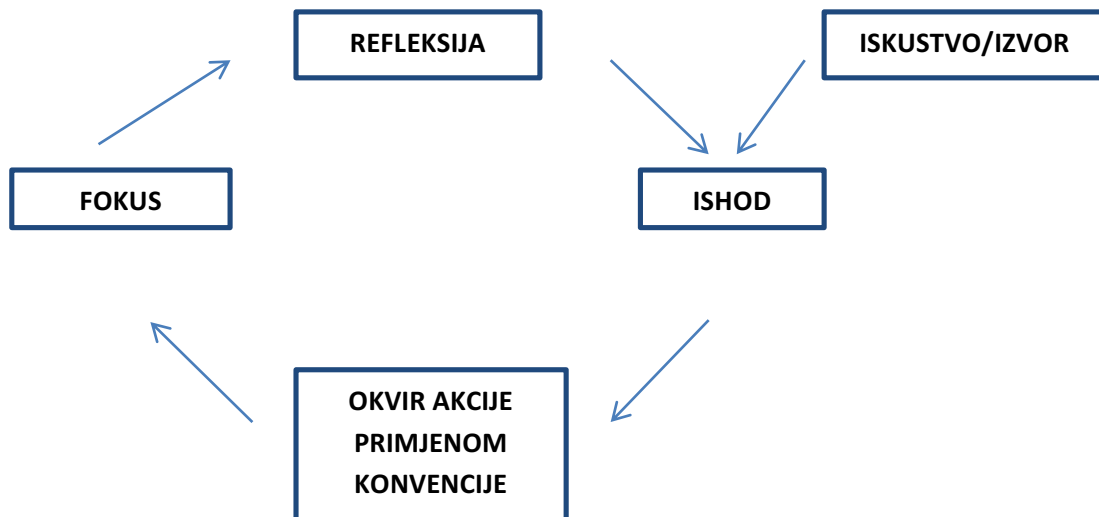 REFLEKSIJA
ISKUSTVO/IZVOR
FOKUS
ISHOD
OKVIR AKCIJE
PRIMJENOM
KONVENCIJE